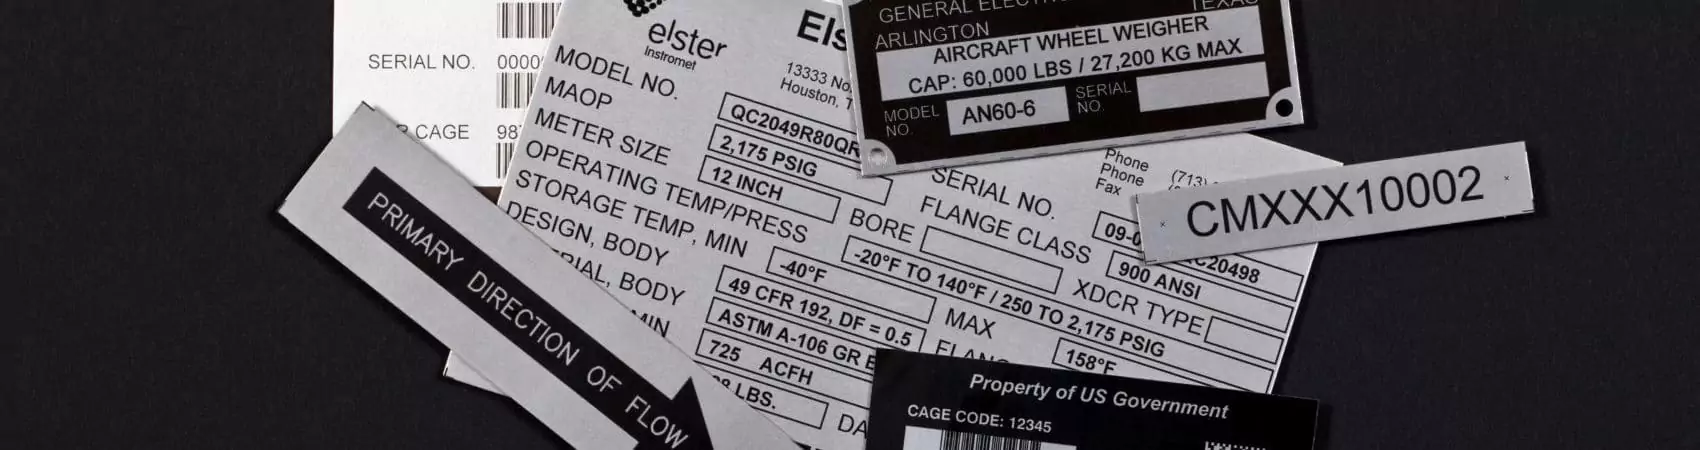 SERIAL NO.
CAGE
elster
Instromet
13333
Houston,
MODEL NO.
QC2049R80QR
MAOP
2,175 PSIG
METER SIZE
12 INCH
OPERATING TEMP/PRESS
-20°F TO 140°F / 250 TO 2,175 PSIG
STORAGE TEMP, MIN
-40°F
MAX
158°F
DESIGN, BODY
49 CFR 192, DF = 0.5
BODY
ASTM A-106 GR
MIN
725 ACFH
LBS.
BORE
SERIAL NO.
FLANGE CLASS
900 ANSI
XDCR TYPE
Phone
Phone
Fax
(713)
GENERAL
TEXAS
ARLINGTON
AIRCRAFT WHEEL WEIGHER
CAP: 60,000 LBS / 27,200 KG MAX
MODEL NO.
AN60-6
SERIAL NO.
CMXXX10002
PRIMARY DIRECTION OF FLOW
Property of US Government
CAGE CODE: 12345